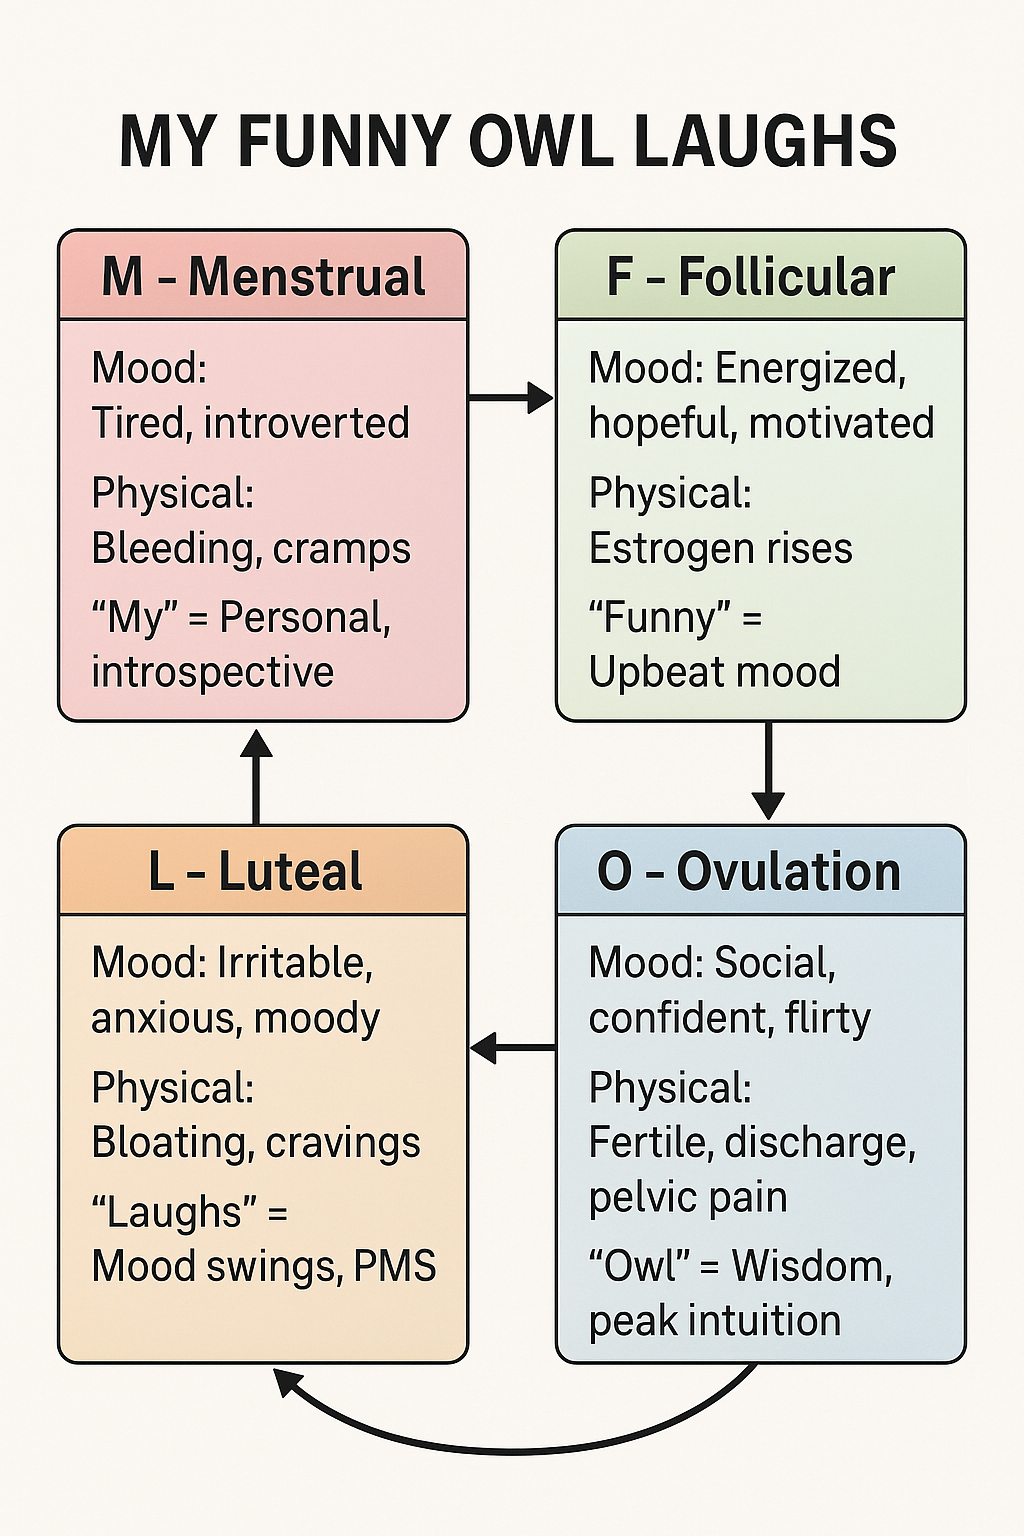 MY FUNNY OWL LAUGHS
M – Menstrual
Mood:
Tired, introverted
Physical:
Bleeding, cramps
“My” = Personal,
introspective
F – Follicular
Mood: Energized,
hopeful, motivated
Physical:
Estrogen rises
“Funny” =
Upbeat mood
O – Ovulation
Mood: Social,
confident, flirty
Physical:
Fertile, discharge,
pelvic pain
“Owl” = Wisdom,
peak intuition
L – Luteal
Mood: Irritable,
anxious, moody
Physical:
Bloating, cravings
“Laughs” =
Mood swings, PMS